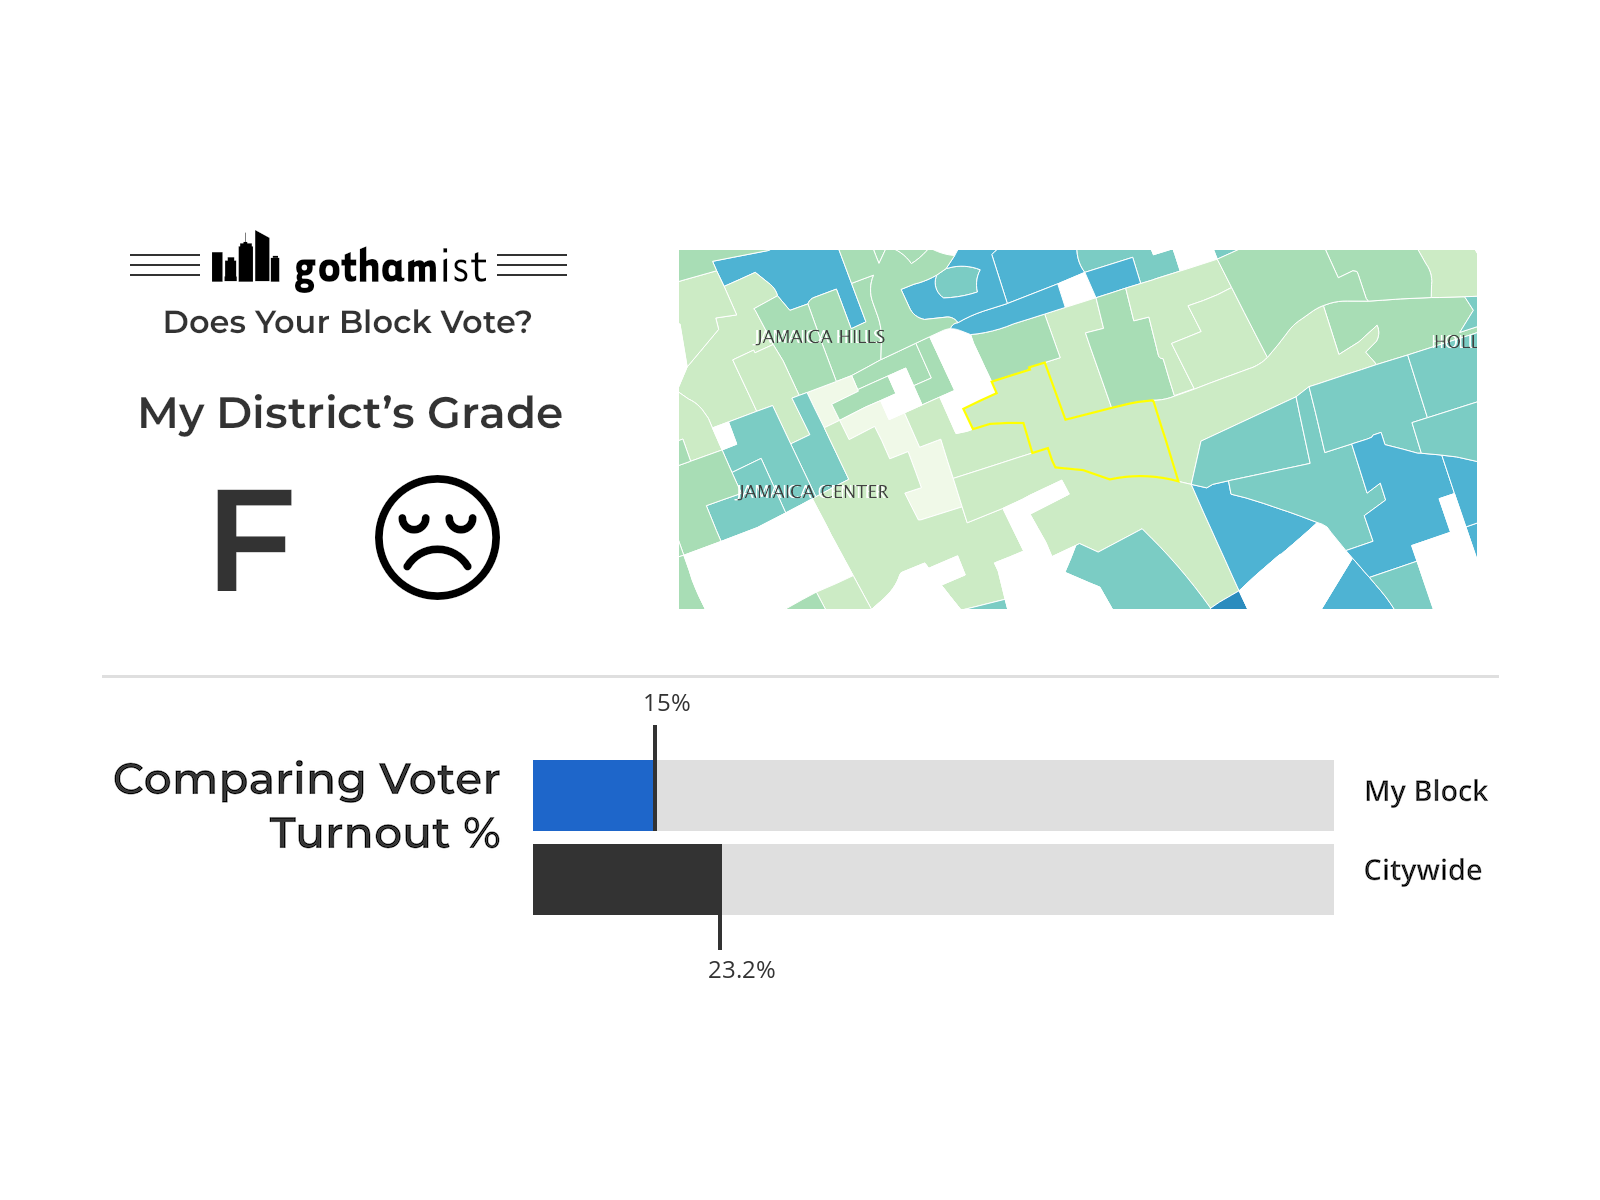 gothamist
Does Your Block Vote?
My District’s Grade
F
JAMAICA HILLS
HOLL
JAMAICA CENTER
15%
Comparing Voter
Turnout %
My Block
Citywide
23.2%